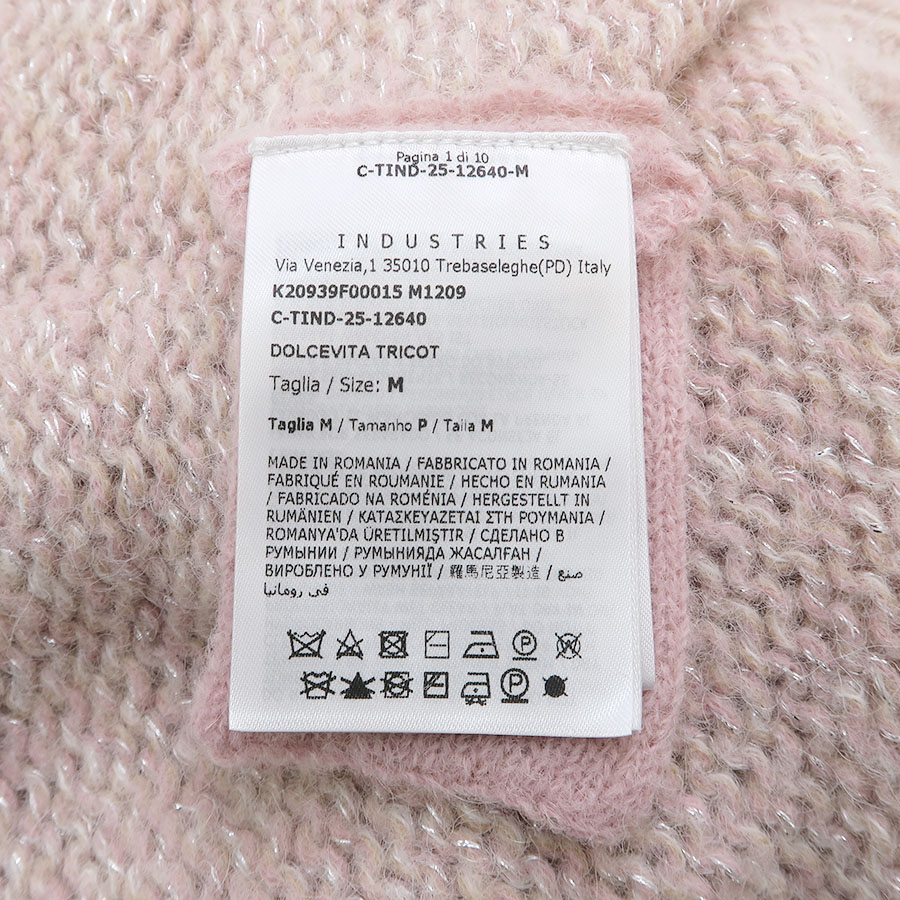 Pagina 1 di 10
C-TIND-25-12640-M
INDUSTRIES
Via Venezia,1 35010 Trebaseleghe(PD) Italy
K20939F00015 M1209
C-TIND-25-12640
DOLCEVITA TRICOT
Taglia / Size: M
Taglia M / Tamanho P / Talla M
MADE IN ROMANIA / FABBRICATO IN ROMANIA /
FABRIQUÉ EN ROUMANIE / HECHO EN RUMANIA
/ FABRICADO NA ROMÉNIA / HERGESTELLT IN
RUMÄNIEN / ΚΑΤΑΣΚΕΥΑΖΕΤΑΙ ΣΤΗ ΡΟΥΜΑΝΙΑ /
ROMANYA'DA ÜRETILMIŞTIR / СДЕЛАНО В
РУМЫНИИ / РУМЫНИЯДА ЖАСАЛҒАН /
ВИРОБЛЕНО У РУМУНІЇ / 羅馬尼亞製造 / صنع
في رومانيا